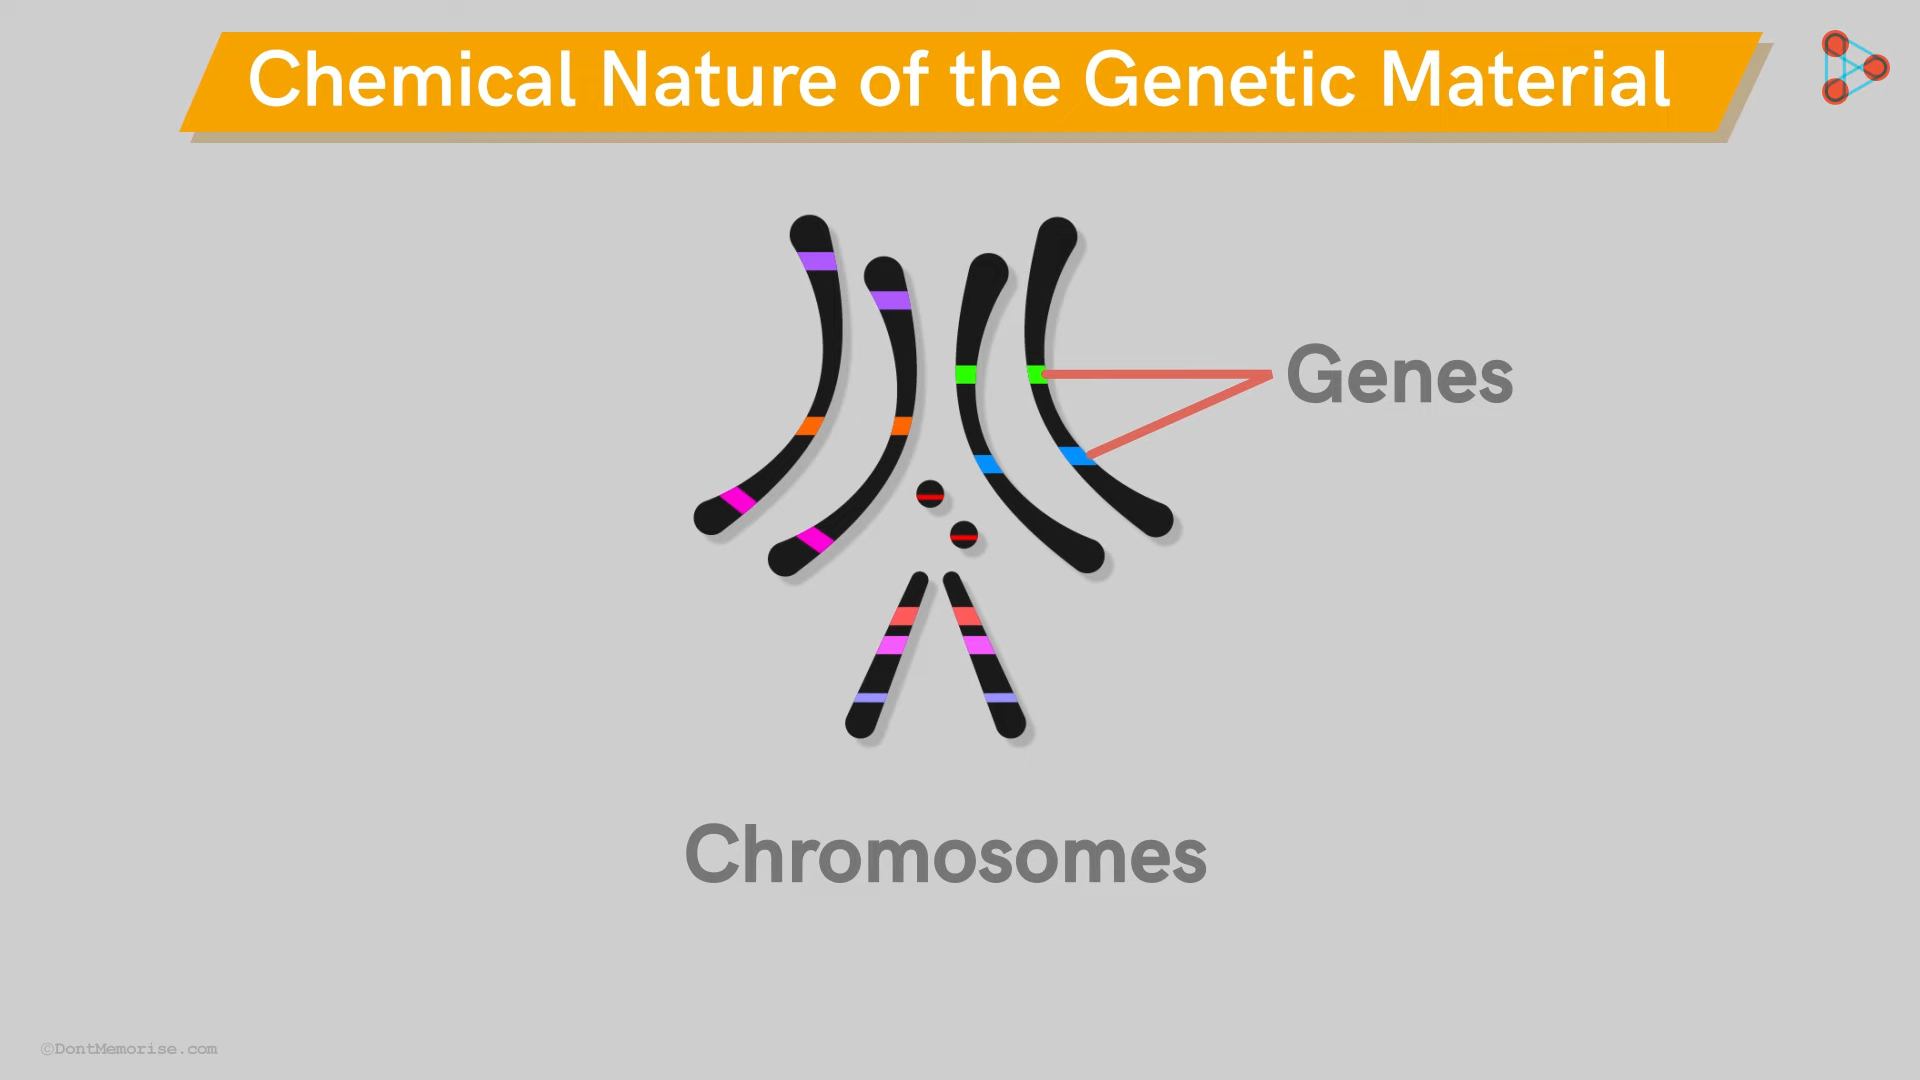 Chemical Nature of the Genetic Material
Genes
Chromosomes
©DontMemorise.com